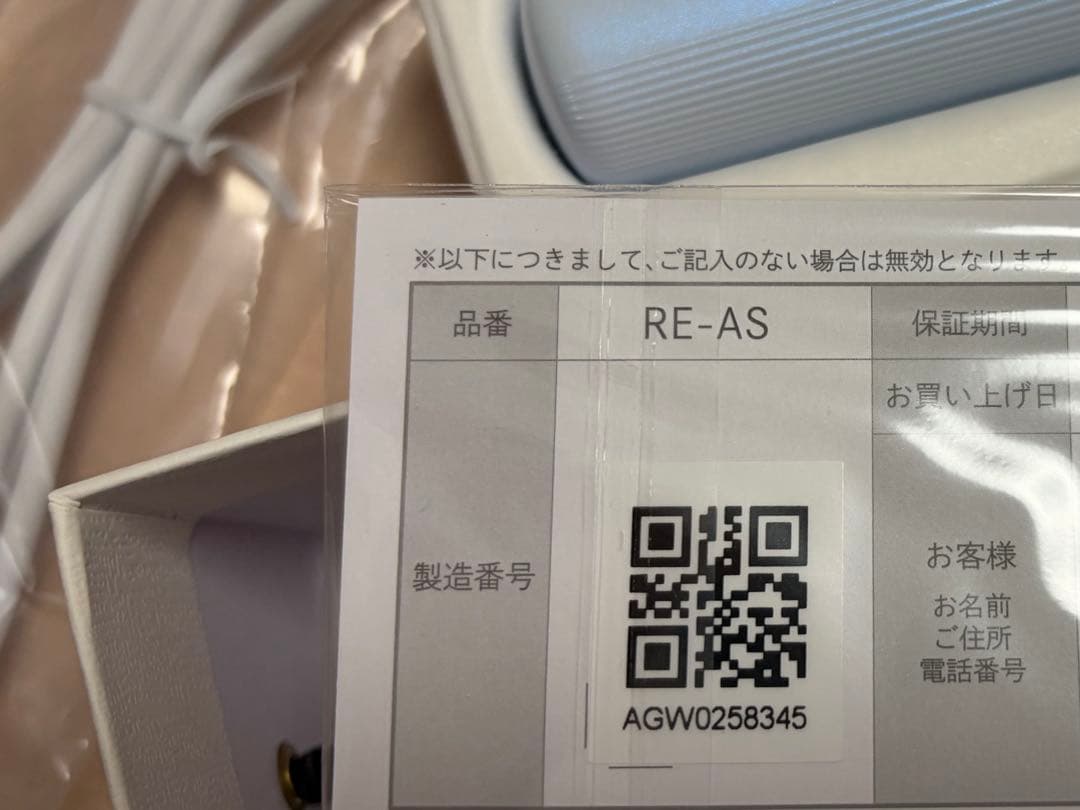 ※以下につきまして、ご記入のない場合は無効となります。
品番
RE-AS
保証期間
お買い上げ日
製造番号
AGW0258345
お客様
お名前
ご住所
電話番号